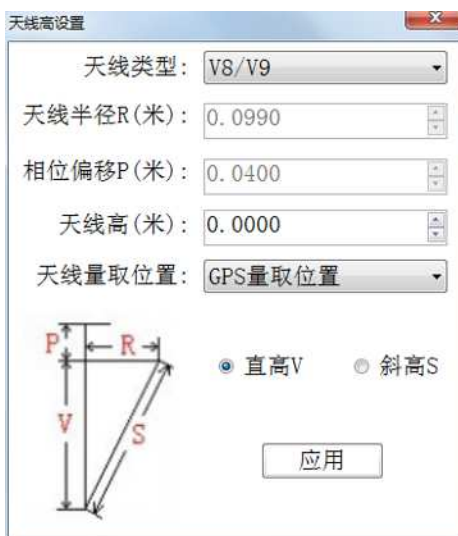 天线高设置
天线类型: V8/V9
天线半径R(米): 0.0990
相位偏移P(米): 0.0400
天线高(米): 0.0000
天线量取位置: GPS量取位置
P R
直高V 斜高S
V S
应用